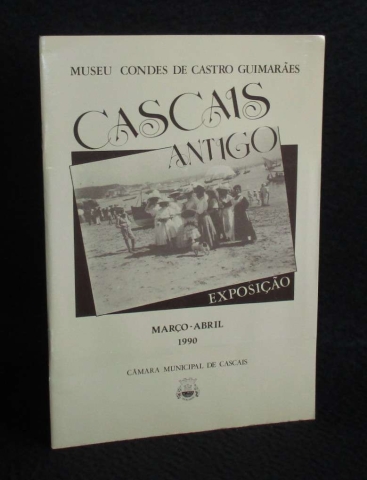 MUSEU CONDES DE CASTRO GUIMARÃES
CASCAIS
ANTIGO
EXPOSIÇÃO
MARÇO-ABRIL
1990
CÂMARA MUNICIPAL DE CASCAIS